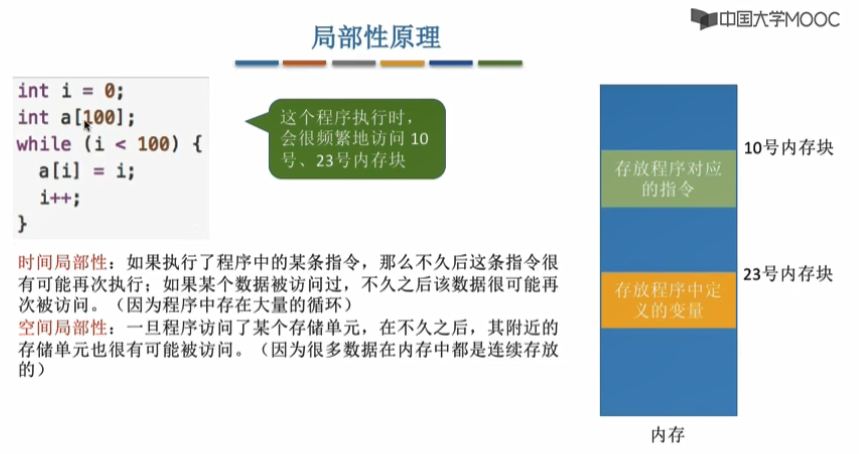 中国大学MOOC
局部性原理
int i = 0;
int a[100];
while (i < 100) {
a[i] = i;
i++;
}
这个程序执行时，
会很频繁地访问 10
号、23号内存块
时间局部性：如果执行了程序中的某条指令，那么不久后这条指令很
有可能再次执行；如果某个数据被访问过，不久之后该数据很可能再
次被访问。（因为程序中存在大量的循环）
空间局部性：一旦程序访问了某个存储单元，在不久之后，其附近的
存储单元也很有可能被访问。（因为很多数据在内存中都是连续存放
的）
存放程序对应
的指令
10号内存块
存放程序中定
义的变量
23号内存块
内存